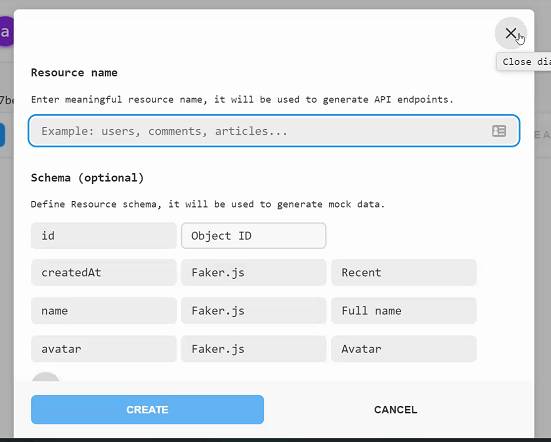 a
Close dia
Resource name
Enter meaningful resource name, it will be used to generate API endpoints.
Example: users, comments, articles...
Schema (optional)
Define Resource schema, it will be used to generate mock data.
id Object ID
createdAt Faker.js Recent
name Faker.js Full name
avatar Faker.js Avatar
CREATE CANCEL